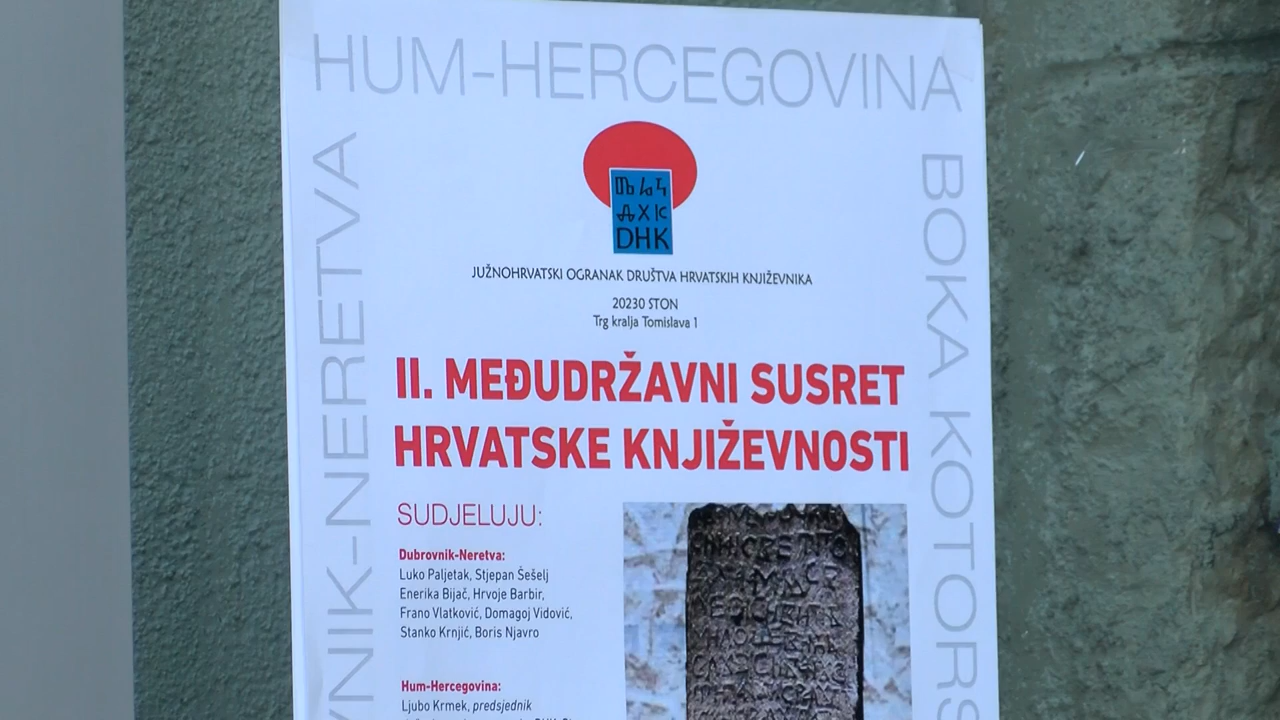 HUM-HERCEGOVINA
VNIK-NERETVA
BOKA KOTORS
DHK
JUŽNOHRVATSKI OGRANAK DRUŠTVA HRVATSKIH KNJIŽEVNIKA
20230 STON
Trg kralja Tomislava 1
II. MEĐUDRŽAVNI SUSRET
HRVATSKE KNJIŽEVNOSTI
SUDJELUJU:
Dubrovnik-Neretva:
Luko Paljetak, Stjepan Šešelj
Enerika Bijač, Hrvoje Barbir,
Frano Vlatković, Domagoj Vidović,
Stanko Krnjić, Boris Njavro
Hum-Hercegovina:
Ljubo Krmek, predsjednik